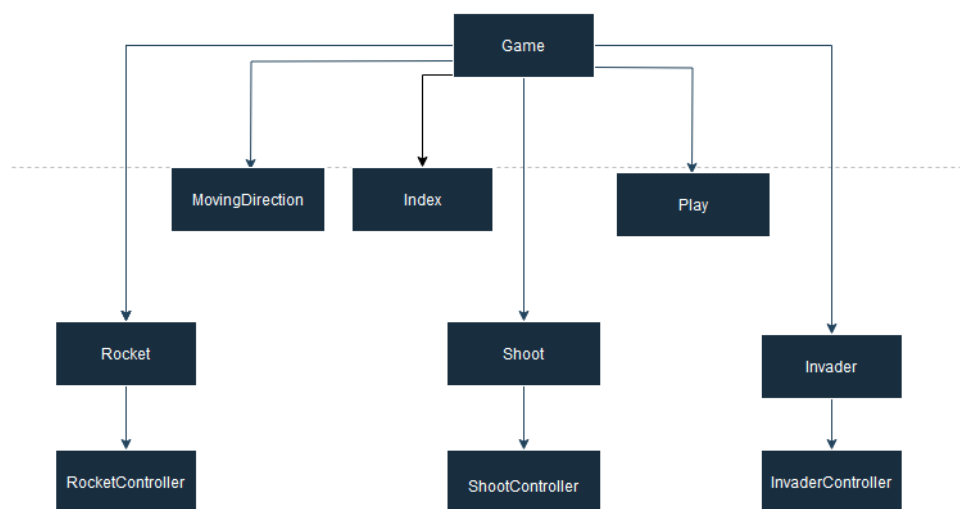 Game
MovingDirection
Index
Play
Rocket
Shoot
Invader
RocketController
ShootController
InvaderController